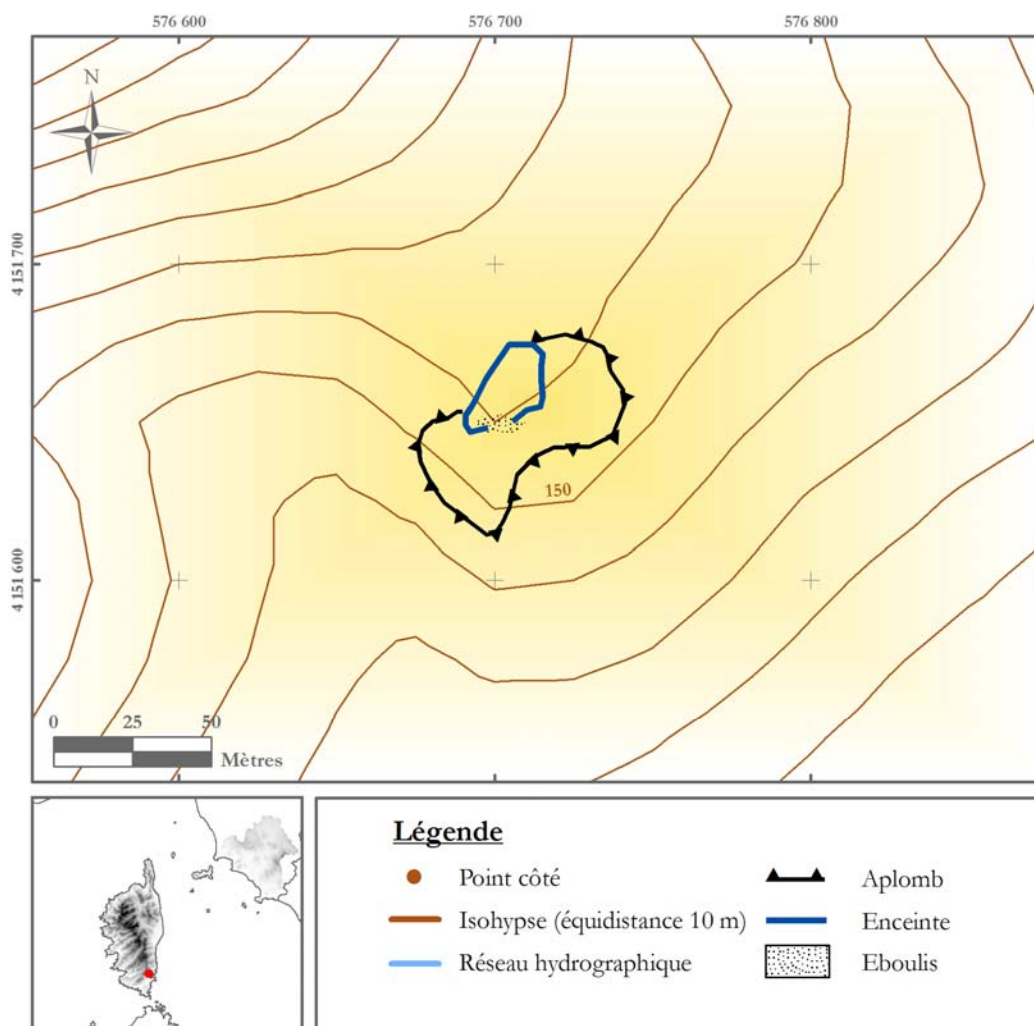 576 600
576 700
576 800
N
4 151 700
4 151 600
150
0
25
50
Mètres
Légende
Point côté
Isohypse (équidistance 10 m)
Réseau hydrographique
Aplomb
Enceinte
Eboulis